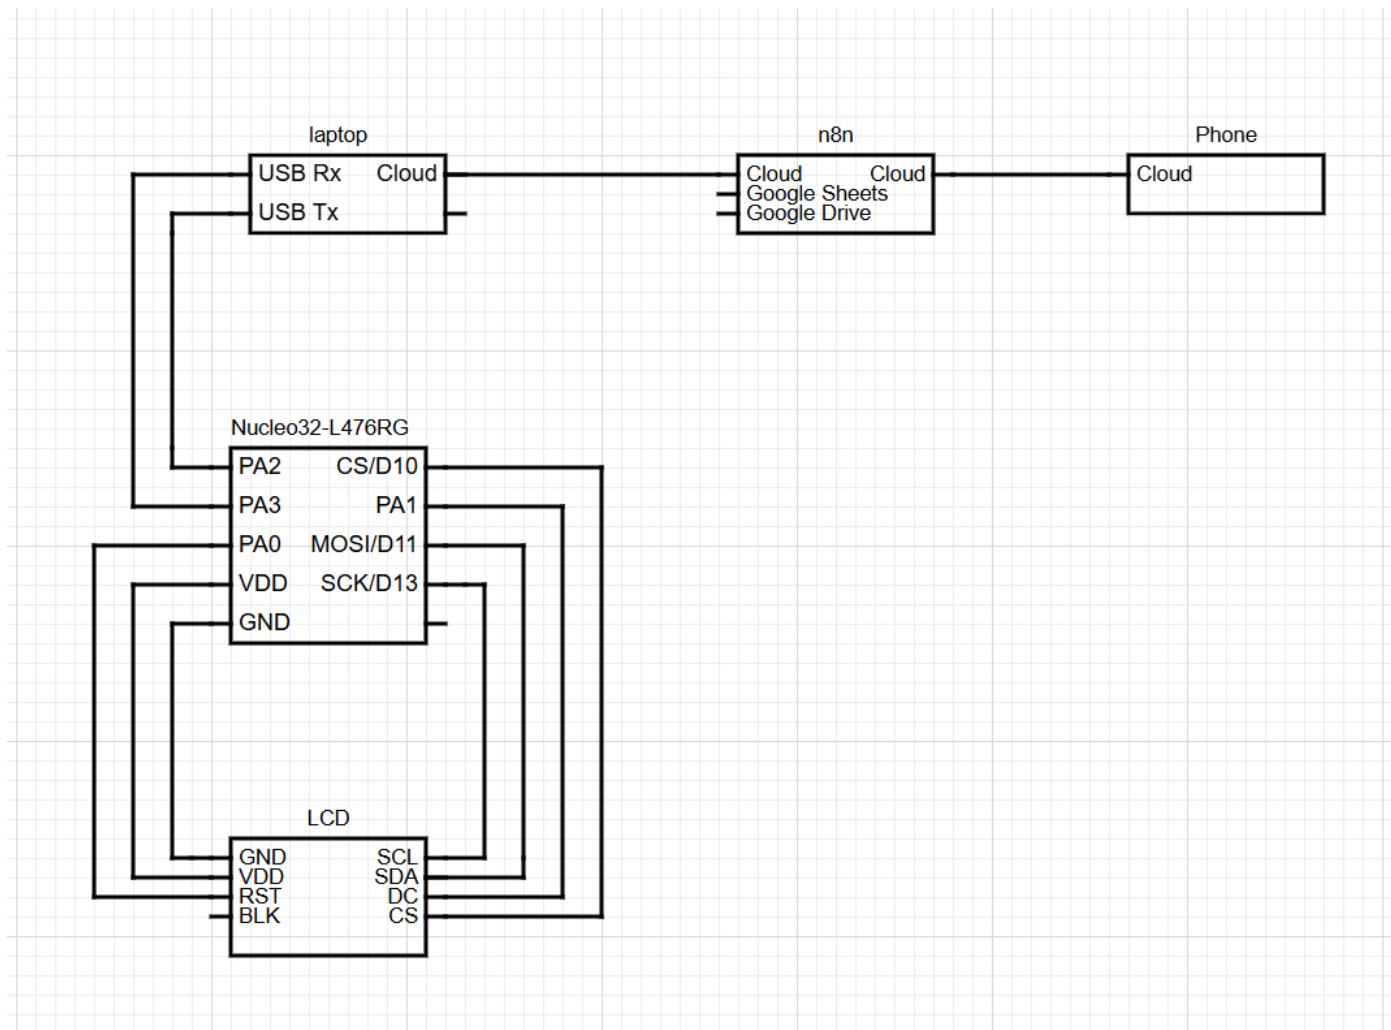 laptop
USB Rx Cloud
USB Tx
n8n
Cloud Cloud
Google Sheets
Google Drive
Phone
Cloud
Nucleo32-L476RG
PA2 CS/D10
PA3 PA1
PA0 MOSI/D11
VDD SCK/D13
GND
LCD
GND SCL
VDD SDA
RST DC
BLK CS